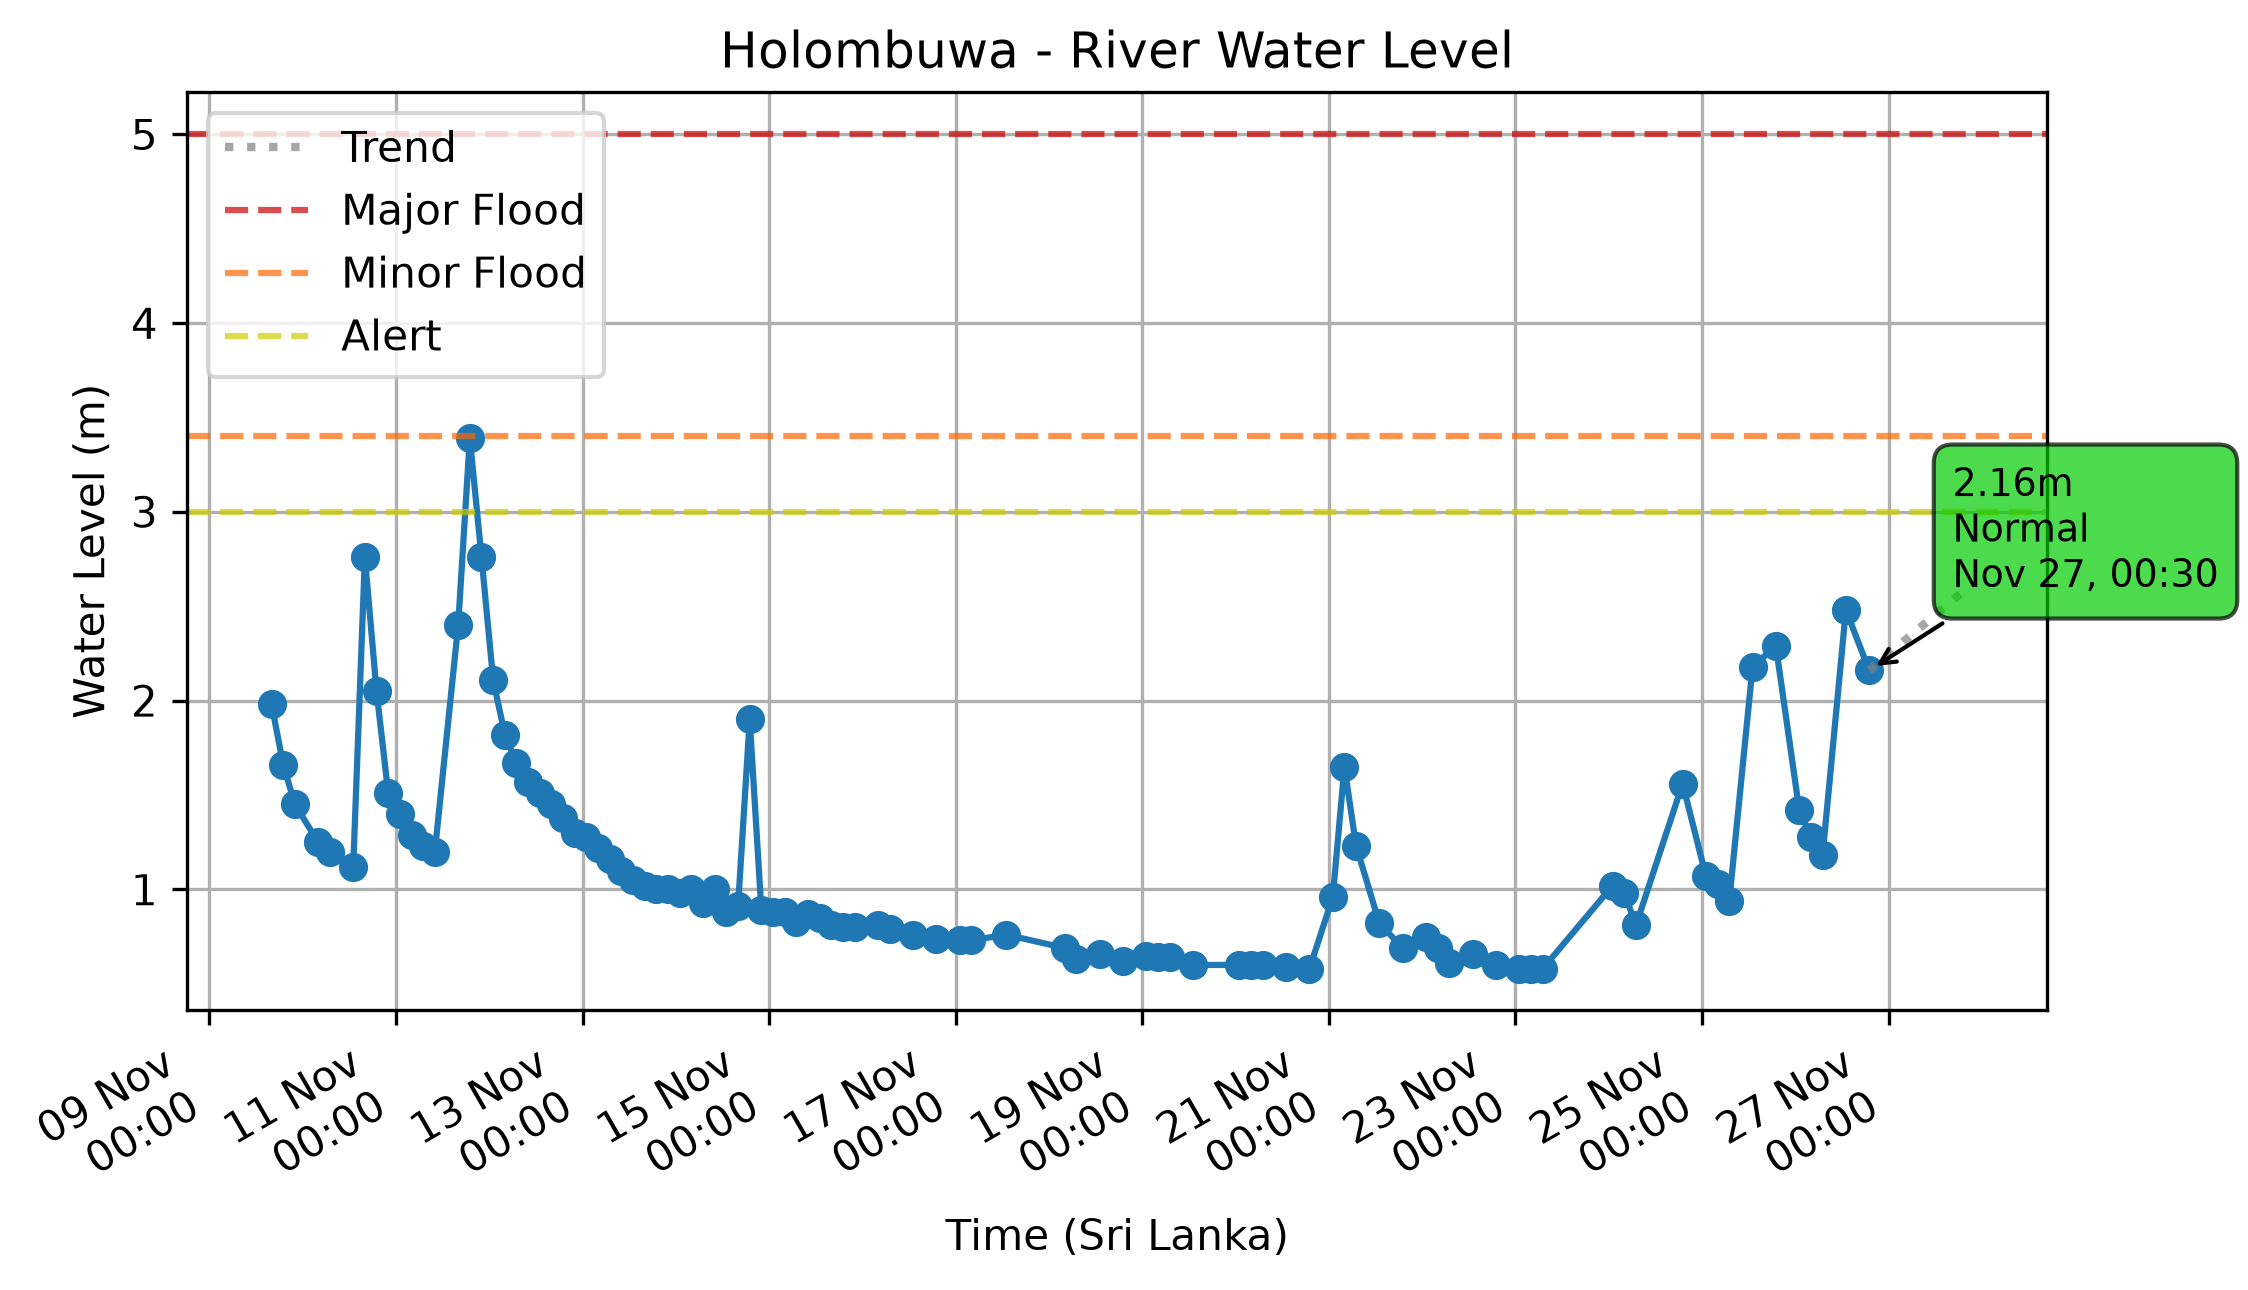 Holombuwa - River Water Level
5
4
3
2
1
Water Level (m)
Trend
Major Flood
Minor Flood
Alert
2.16m
Normal
Nov 27, 00:30
09 Nov
00:00
11 Nov
00:00
13 Nov
00:00
15 Nov
00:00
17 Nov
00:00
19 Nov
00:00
21 Nov
00:00
23 Nov
00:00
25 Nov
00:00
27 Nov
00:00
Time (Sri Lanka)